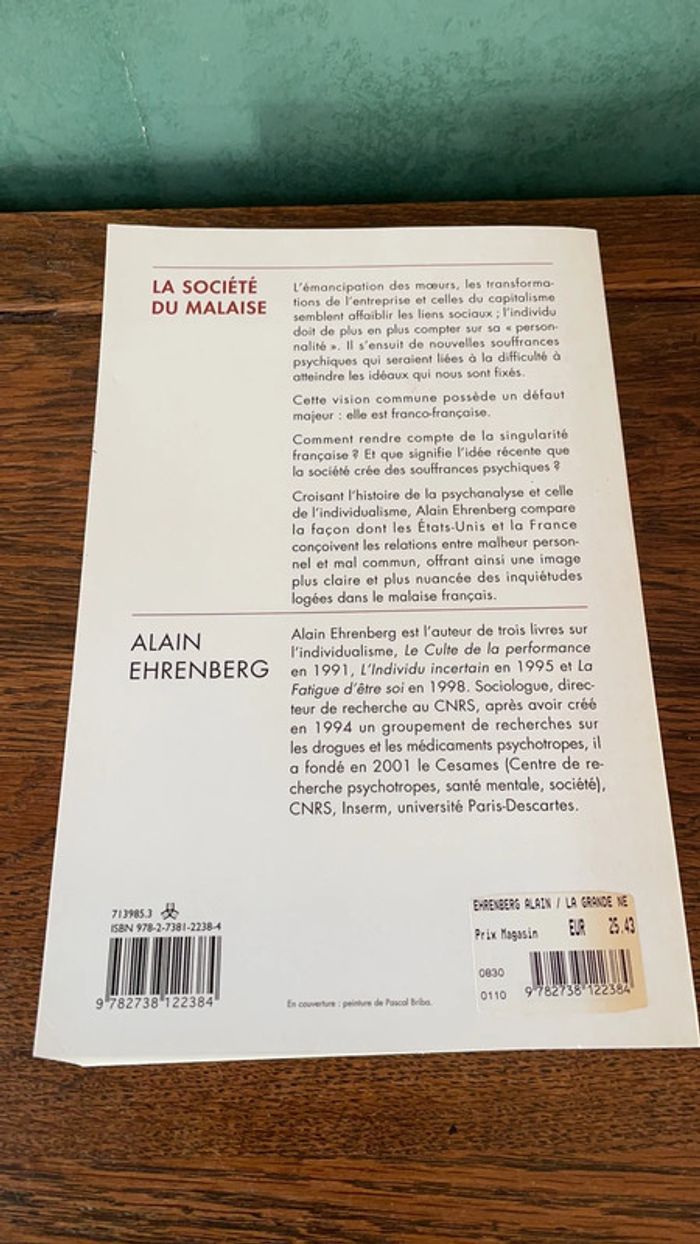 LA SOCIÉTÉ
DU MALAISE
L'émancipation des mœurs, les transforma-
tions de l'entreprise et celles du capitalisme
semblent affaiblir les liens sociaux ; l'individu
doit de plus en plus compter sur sa « person-
nalité ». Il s'ensuit de nouvelles souffrances
psychiques qui seraient liées à la difficulté à
atteindre les idéaux qui nous sont fixés.
Cette vision commune possède un défaut
majeur : elle est franco-française.
Comment rendre compte de la singularité
française ? Et que signifie l'idée récente que
la société crée des souffrances psychiques ?
Croisant l'histoire de la psychanalyse et celle
de l'individualisme, Alain Ehrenberg compare
la façon dont les États-Unis et la France
conçoivent les relations entre malheur person-
nel et mal commun, offrant ainsi une image
plus claire et plus nuancée des inquiétudes
logées dans le malaise français.
ALAIN
EHRENBERG
Alain Ehrenberg est l'auteur de trois livres sur
l'individualisme, Le Culte de la performance
en 1991, L'Individu incertain en 1995 et La
Fatigue d'être soi en 1998. Sociologue, direc-
teur de recherche au CNRS, après avoir créé
en 1994 un groupement de recherches sur
les drogues et les médicaments psychotropes, il
a fondé en 2001 le Cesames (Centre de re-
cherche psychotropes, santé mentale, société),
CNRS, Inserm, université Paris-Descartes.
713985.3
ISBN 978-2-7381-2238-4
9 782738 122384
En couverture : peinture de Pascal Briba.
EHRENBERG ALAIN / LA GRANDE NE
Prix Magasin EUR 25.43
0830
0110
9 782738 122384